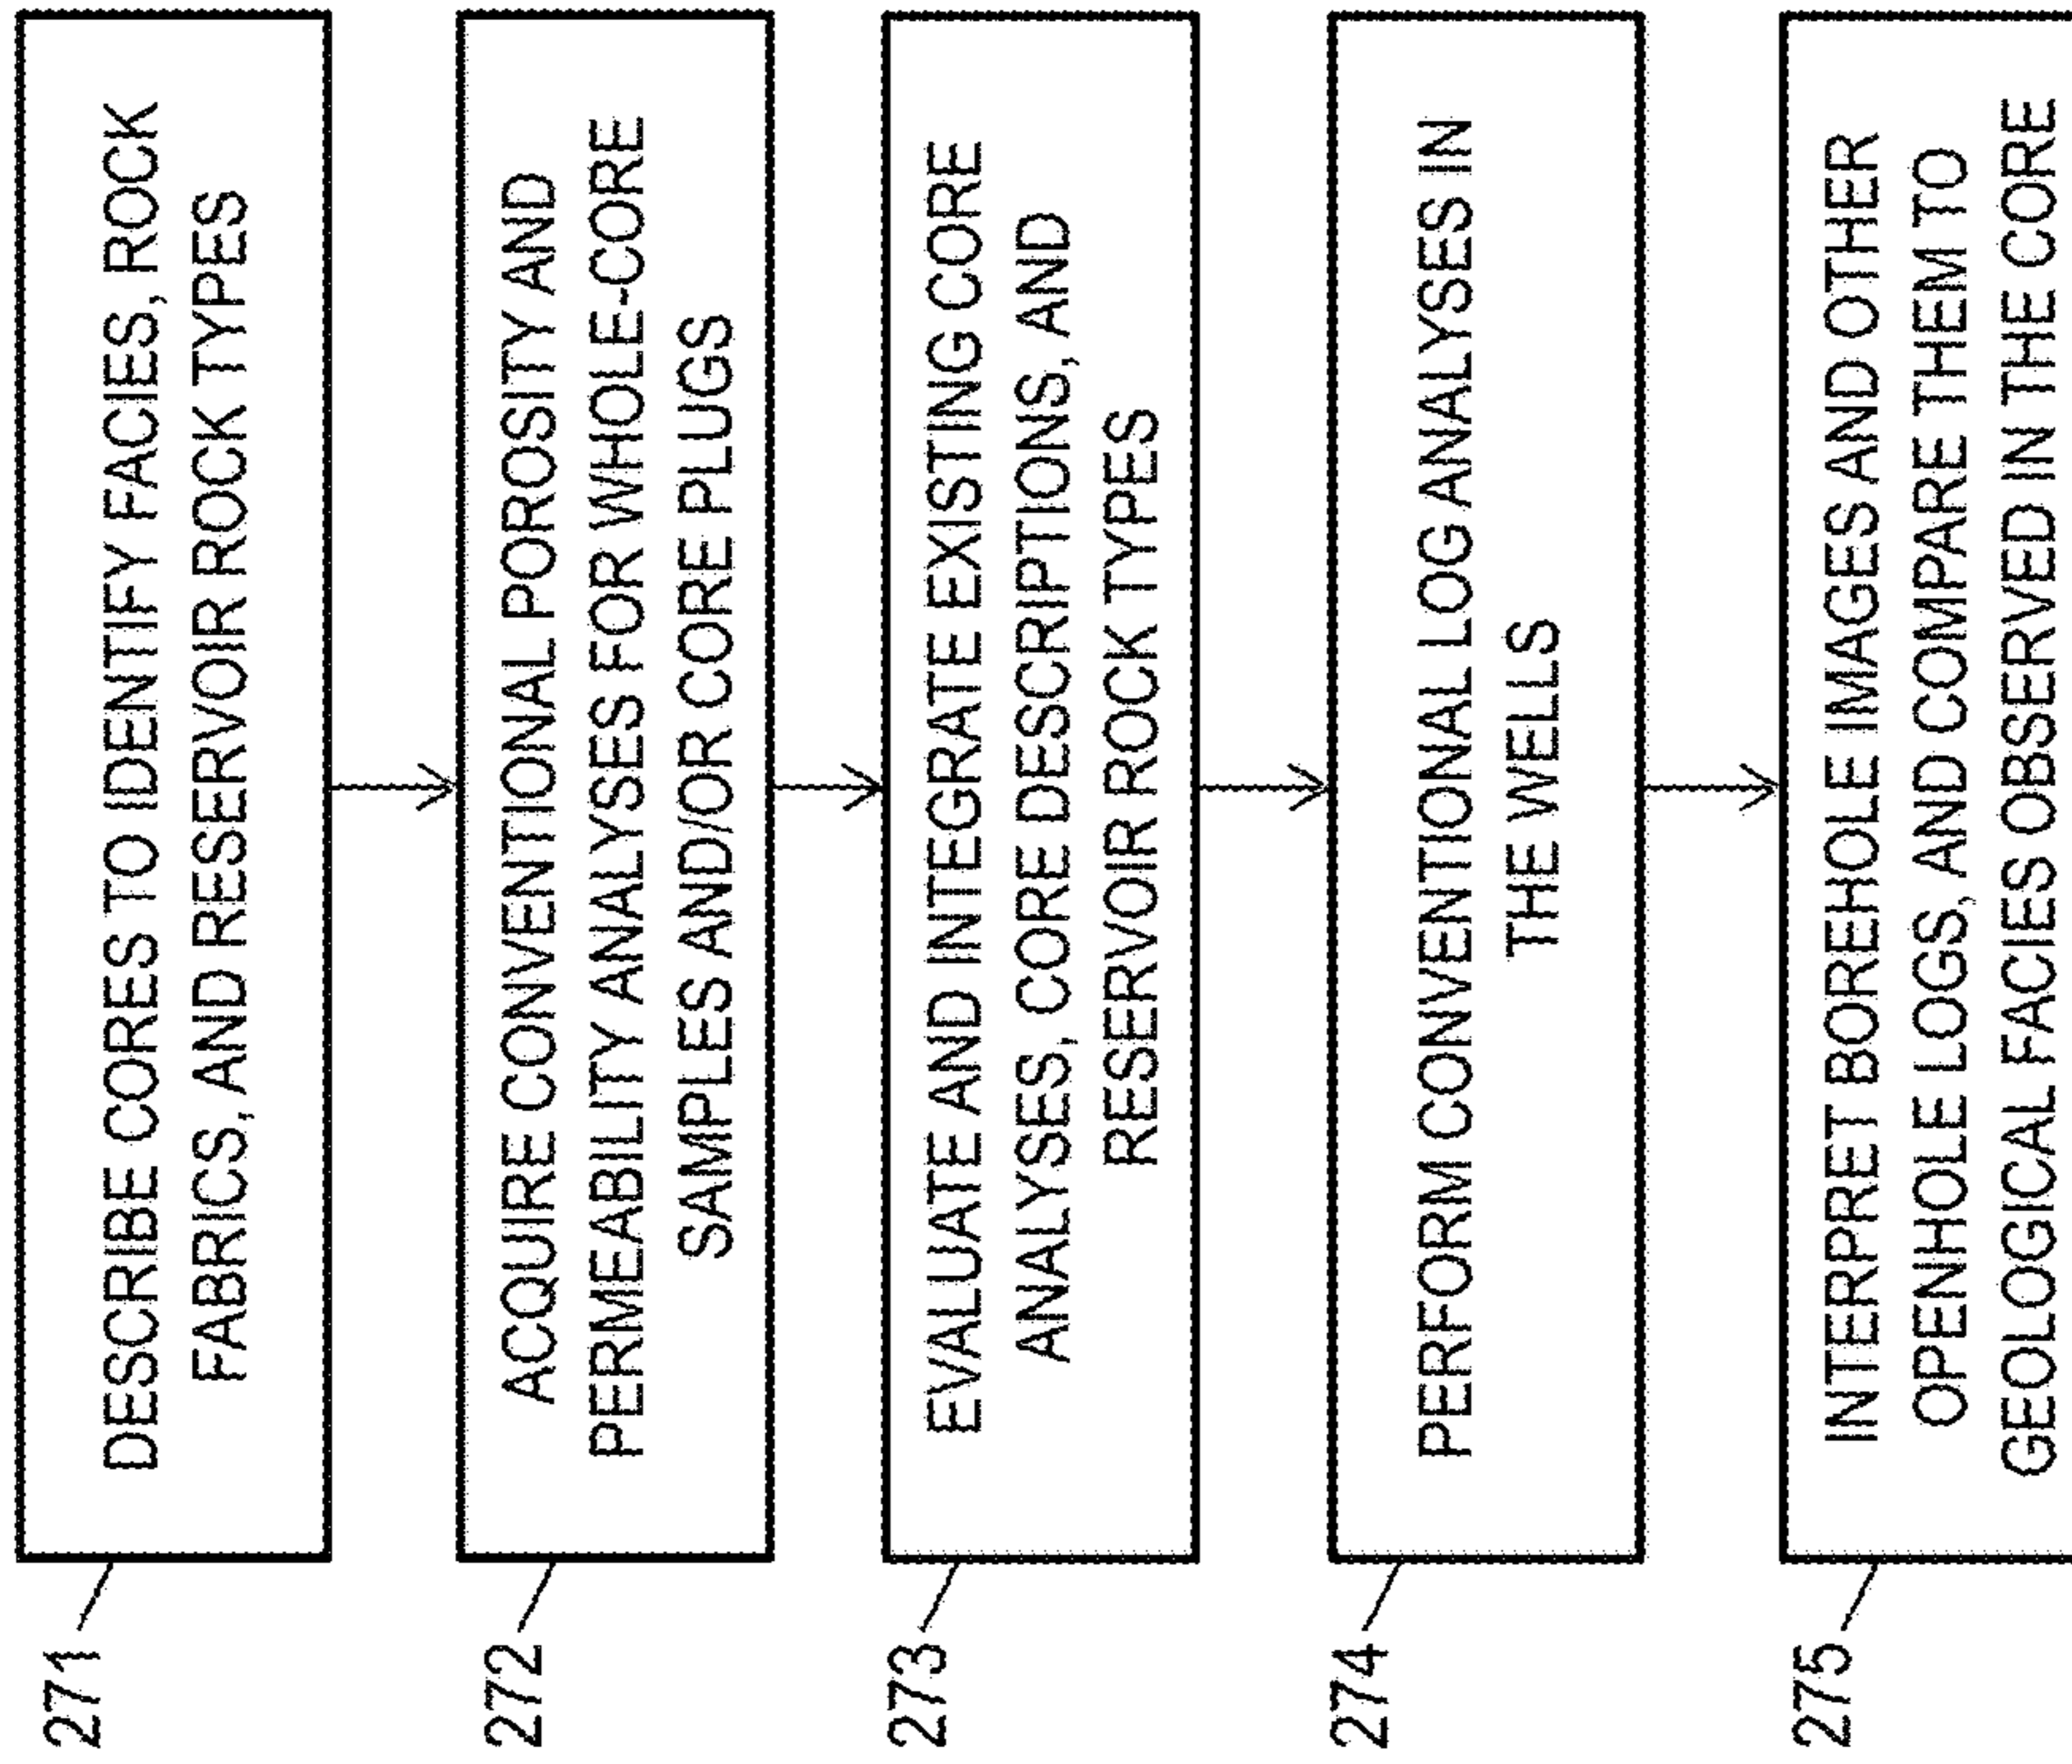 271
DESCRIBE CORES TO IDENTIFY FACIES, ROCK
FABRICS, AND RESERVOIR ROCK TYPES
272
ACQUIRE CONVENTIONAL POROSITY AND
PERMEABILITY ANALYSES FOR WHOLE-CORE
SAMPLES AND/OR CORE PLUGS
273
EVALUATE AND INTEGRATE EXISTING CORE
ANALYSES, CORE DESCRIPTIONS, AND
RESERVOIR ROCK TYPES
274
PERFORM CONVENTIONAL LOG ANALYSES IN
THE WELLS
275
INTERPRET BOREHOLE IMAGES AND OTHER
OPENHOLE LOGS, AND COMPARE THEM TO
GEOLOGICAL FACIES OBSERVED IN THE CORE